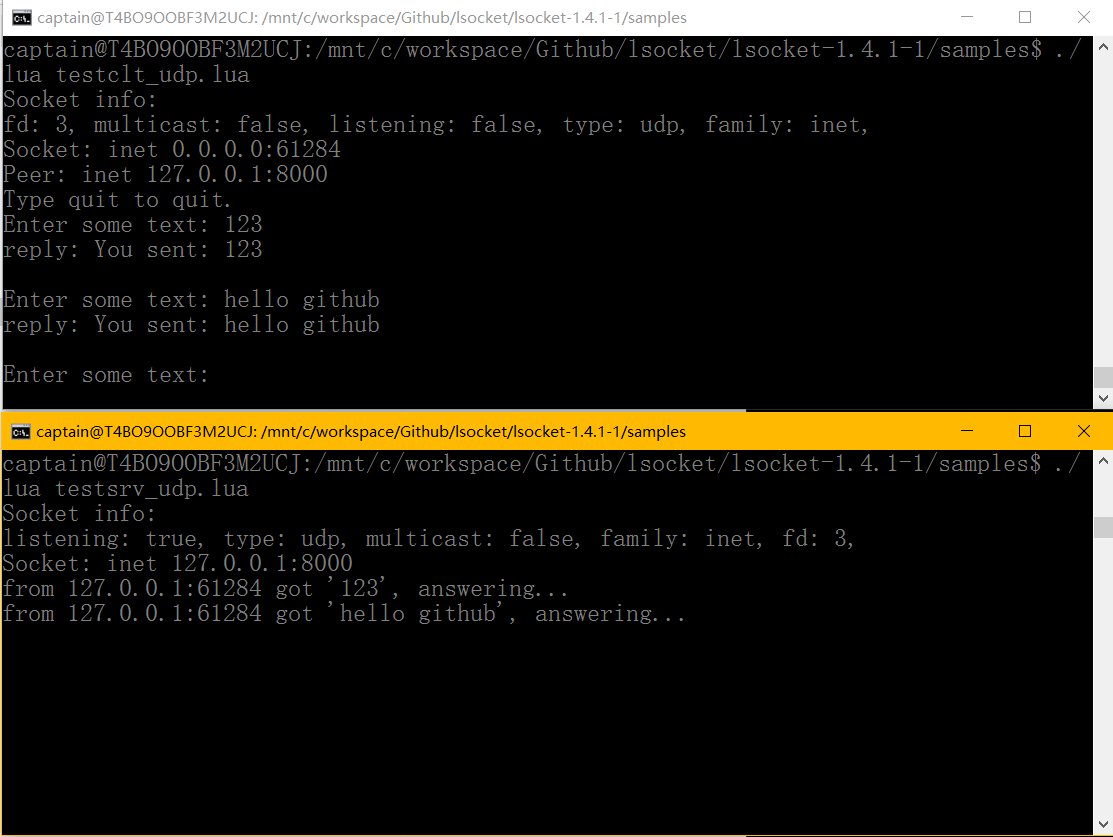 captain@T4BO9OOBF3M2UCJ: /mnt/c/workspace/Github/lsocket/lsocket-1.4.1-1/samples
captain@T4BO9OOBF3M2UCJ:/mnt/c/workspace/Github/lsocket/lsocket-1.4.1-1/samples$ ./
lua testclt_udp.lua
Socket info:
fd: 3, multicast: false, listening: false, type: udp, family: inet,
Socket: inet 0.0.0.0:61284
Peer: inet 127.0.0.1:8000
Type quit to quit.
Enter some text: 123
reply: You sent: 123
Enter some text: hello github
reply: You sent: hello github
Enter some text:
captain@T4BO9OOBF3M2UCJ: /mnt/c/workspace/Github/lsocket/lsocket-1.4.1-1/samples
captain@T4BO9OOBF3M2UCJ:/mnt/c/workspace/Github/lsocket/lsocket-1.4.1-1/samples$ ./
lua testsrv_udp.lua
Socket info:
listening: true, type: udp, multicast: false, family: inet, fd: 3,
Socket: inet 127.0.0.1:8000
from 127.0.0.1:61284 got '123', answering...
from 127.0.0.1:61284 got 'hello github', answering...